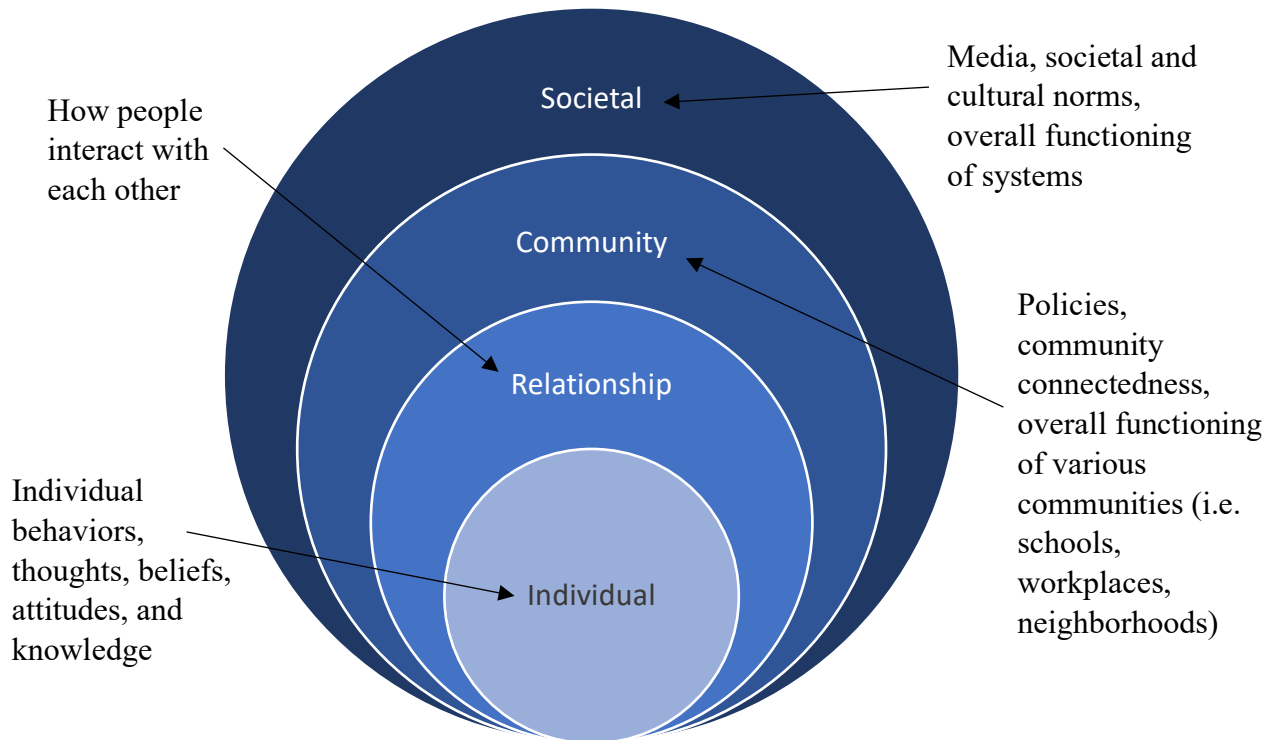 Societal
Media, societal and
cultural norms,
overall functioning
of systems
How people
interact with
each other
Community
Policies,
community
connectedness,
overall functioning
of various
communities (i.e.
schools,
workplaces,
neighborhoods)
Relationship
Individual
behaviors,
thoughts, beliefs,
attitudes, and
knowledge
Individual